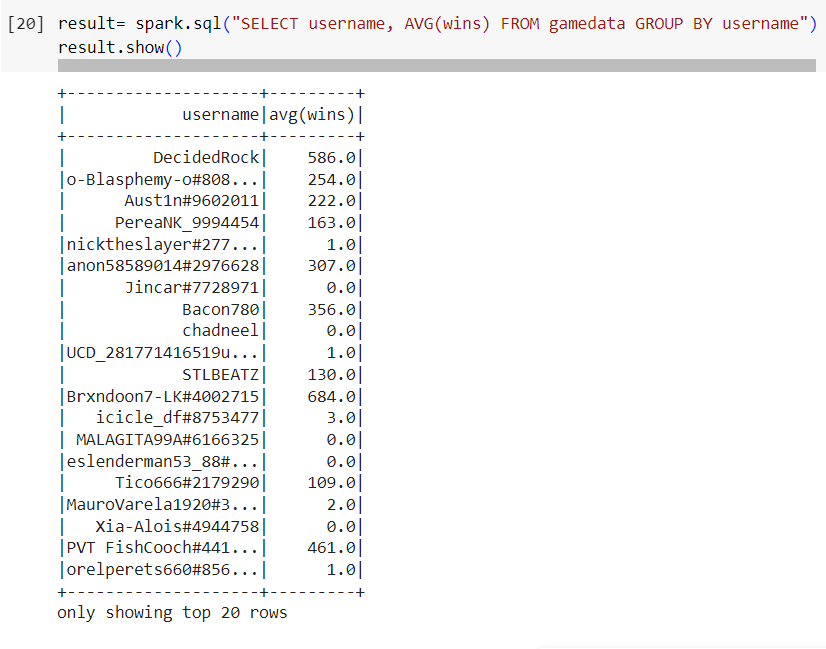 [20] result= spark.sql("SELECT username, AVG(wins) FROM gamedata GROUP BY username")
result.show()
+--------------------+---------+
|            username|avg(wins)|
+--------------------+---------+
|         DecidedRock|    586.0|
|o-Blasphemy-o#808...|    254.0|
|      Aust1n#9602011|    222.0|
|     PereaNK_9994454|    163.0|
|nicktheslayer#277...|      1.0|
|anon58589014#2976628|    307.0|
|      Jincar#7728971|      0.0|
|            Bacon780|    356.0|
|            chadneel|      0.0|
|UCD_281771416519u...|      1.0|
|            STLBEATZ|    130.0|
|Brxndoon7-LK#4002715|    684.0|
|   icicle_df#8753477|      3.0|
| MALAGITA99A#6166325|      0.0|
|eslenderman53_88#...|      0.0|
|     Tico666#2179290|    109.0|
|MauroVarela1920#3...|      2.0|
|   Xia-Alois#4944758|      0.0|
|PVT FishCooch#441...|    461.0|
|orelperets660#856...|      1.0|
+--------------------+---------+
only showing top 20 rows